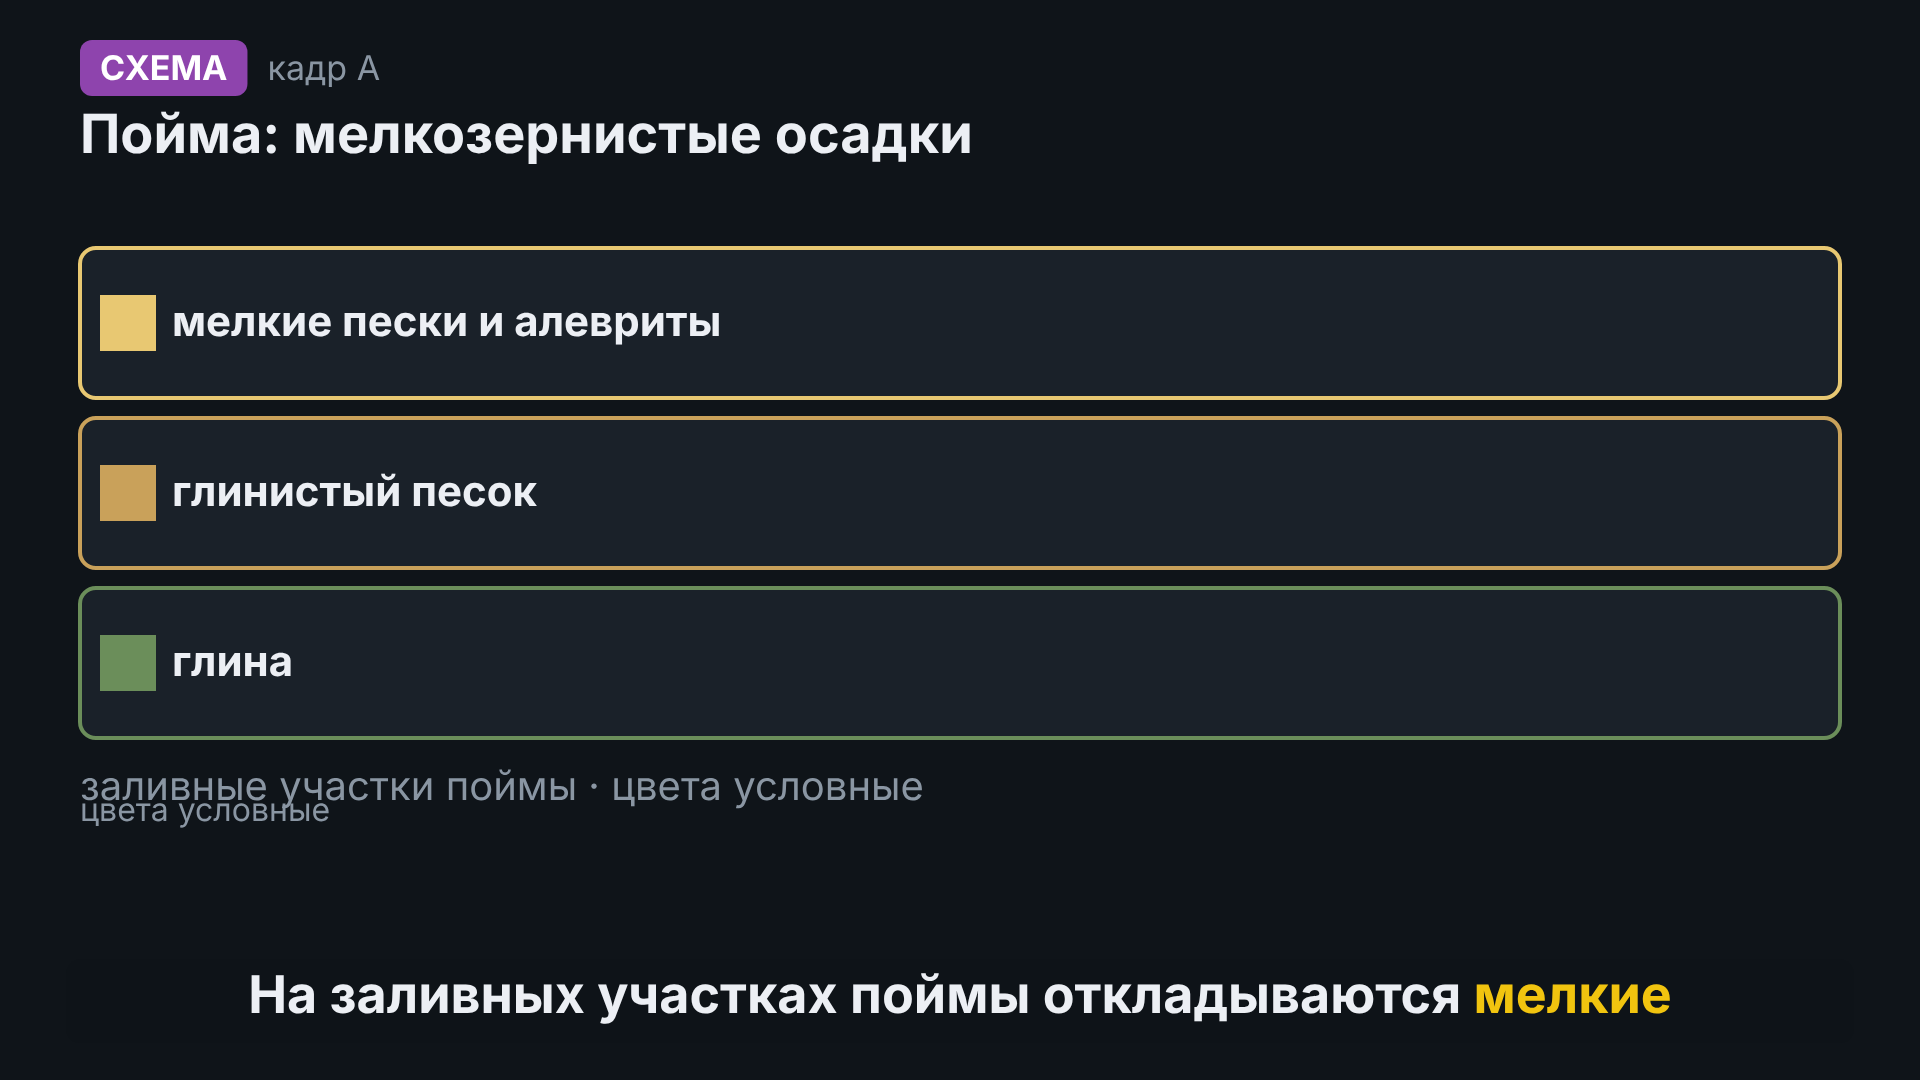 СХЕМА кадр А
Пойма: мелкозернистые осадки
мелкие пески и алевриты
глинистый песок
глина
заливные участки поймы · цвета условные
цвета условные
На заливных участках поймы откладываются мелкие